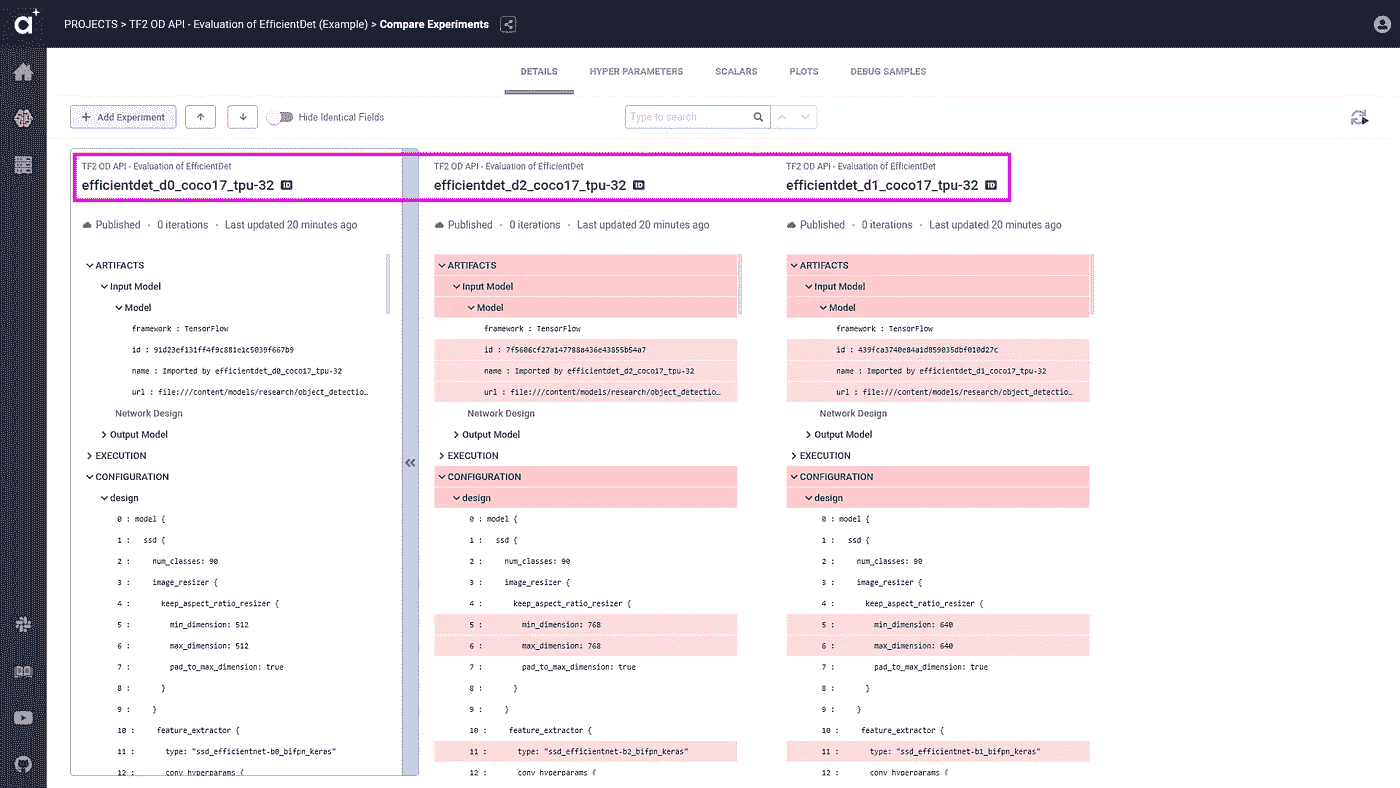 PROJECTS > TF2 OD API - Evaluation of EfficientDet (Example) > Compare Experiments
DETAILS
HYPER PARAMETERS
SCALARS
PLOTS
DEBUG SAMPLES
+ Add Experiment
Hide Identical Fields
Type to search
TF2 OD API - Evaluation of EfficientDet
efficientdet_d0_coco17_tpu-32 ID
Published · 0 iterations · Last updated 20 minutes ago
ARTIFACTS
Input Model
Model
framework : TensorFlow
id : 91d23ef131ff4f9c881e1c5039f667b9
name : Imported by efficientdet_d0_coco17_tpu-32
url : file:///content/models/research/object_detectio…
Network Design
Output Model
EXECUTION
CONFIGURATION
design
0 : model {
1 : ssd {
2 : num_classes: 90
3 : image_resizer {
4 : keep_aspect_ratio_resizer {
5 : min_dimension: 512
6 : max_dimension: 512
7 : pad_to_max_dimension: true
8 : }
9 : }
10 : feature_extractor {
11 : type: "ssd_efficientnet-b0_bifpn_keras"
12 : conv_hyperparams {
TF2 OD API - Evaluation of EfficientDet
efficientdet_d2_coco17_tpu-32 ID
Published · 0 iterations · Last updated 20 minutes ago
ARTIFACTS
Input Model
Model
framework : TensorFlow
id : 7f5606cf27a147788a436e43855b54a7
name : Imported by efficientdet_d2_coco17_tpu-32
url : file:///content/models/research/object_detectio…
Network Design
Output Model
EXECUTION
CONFIGURATION
design
0 : model {
1 : ssd {
2 : num_classes: 90
3 : image_resizer {
4 : keep_aspect_ratio_resizer {
5 : min_dimension: 768
6 : max_dimension: 768
7 : pad_to_max_dimension: true
8 : }
9 : }
10 : feature_extractor {
11 : type: "ssd_efficientnet-b2_bifpn_keras"
12 : conv_hyperparams {
TF2 OD API - Evaluation of EfficientDet
efficientdet_d1_coco17_tpu-32 ID
Published · 0 iterations · Last updated 20 minutes ago
ARTIFACTS
Input Model
Model
framework : TensorFlow
id : 439fca3740e84a1d859035dbf010d27c
name : Imported by efficientdet_d1_coco17_tpu-32
url : file:///content/models/research/object_detectio…
Network Design
Output Model
EXECUTION
CONFIGURATION
design
0 : model {
1 : ssd {
2 : num_classes: 90
3 : image_resizer {
4 : keep_aspect_ratio_resizer {
5 : min_dimension: 640
6 : max_dimension: 640
7 : pad_to_max_dimension: true
8 : }
9 : }
10 : feature_extractor {
11 : type: "ssd_efficientnet-b1_bifpn_keras"
12 : conv_hyperparams {